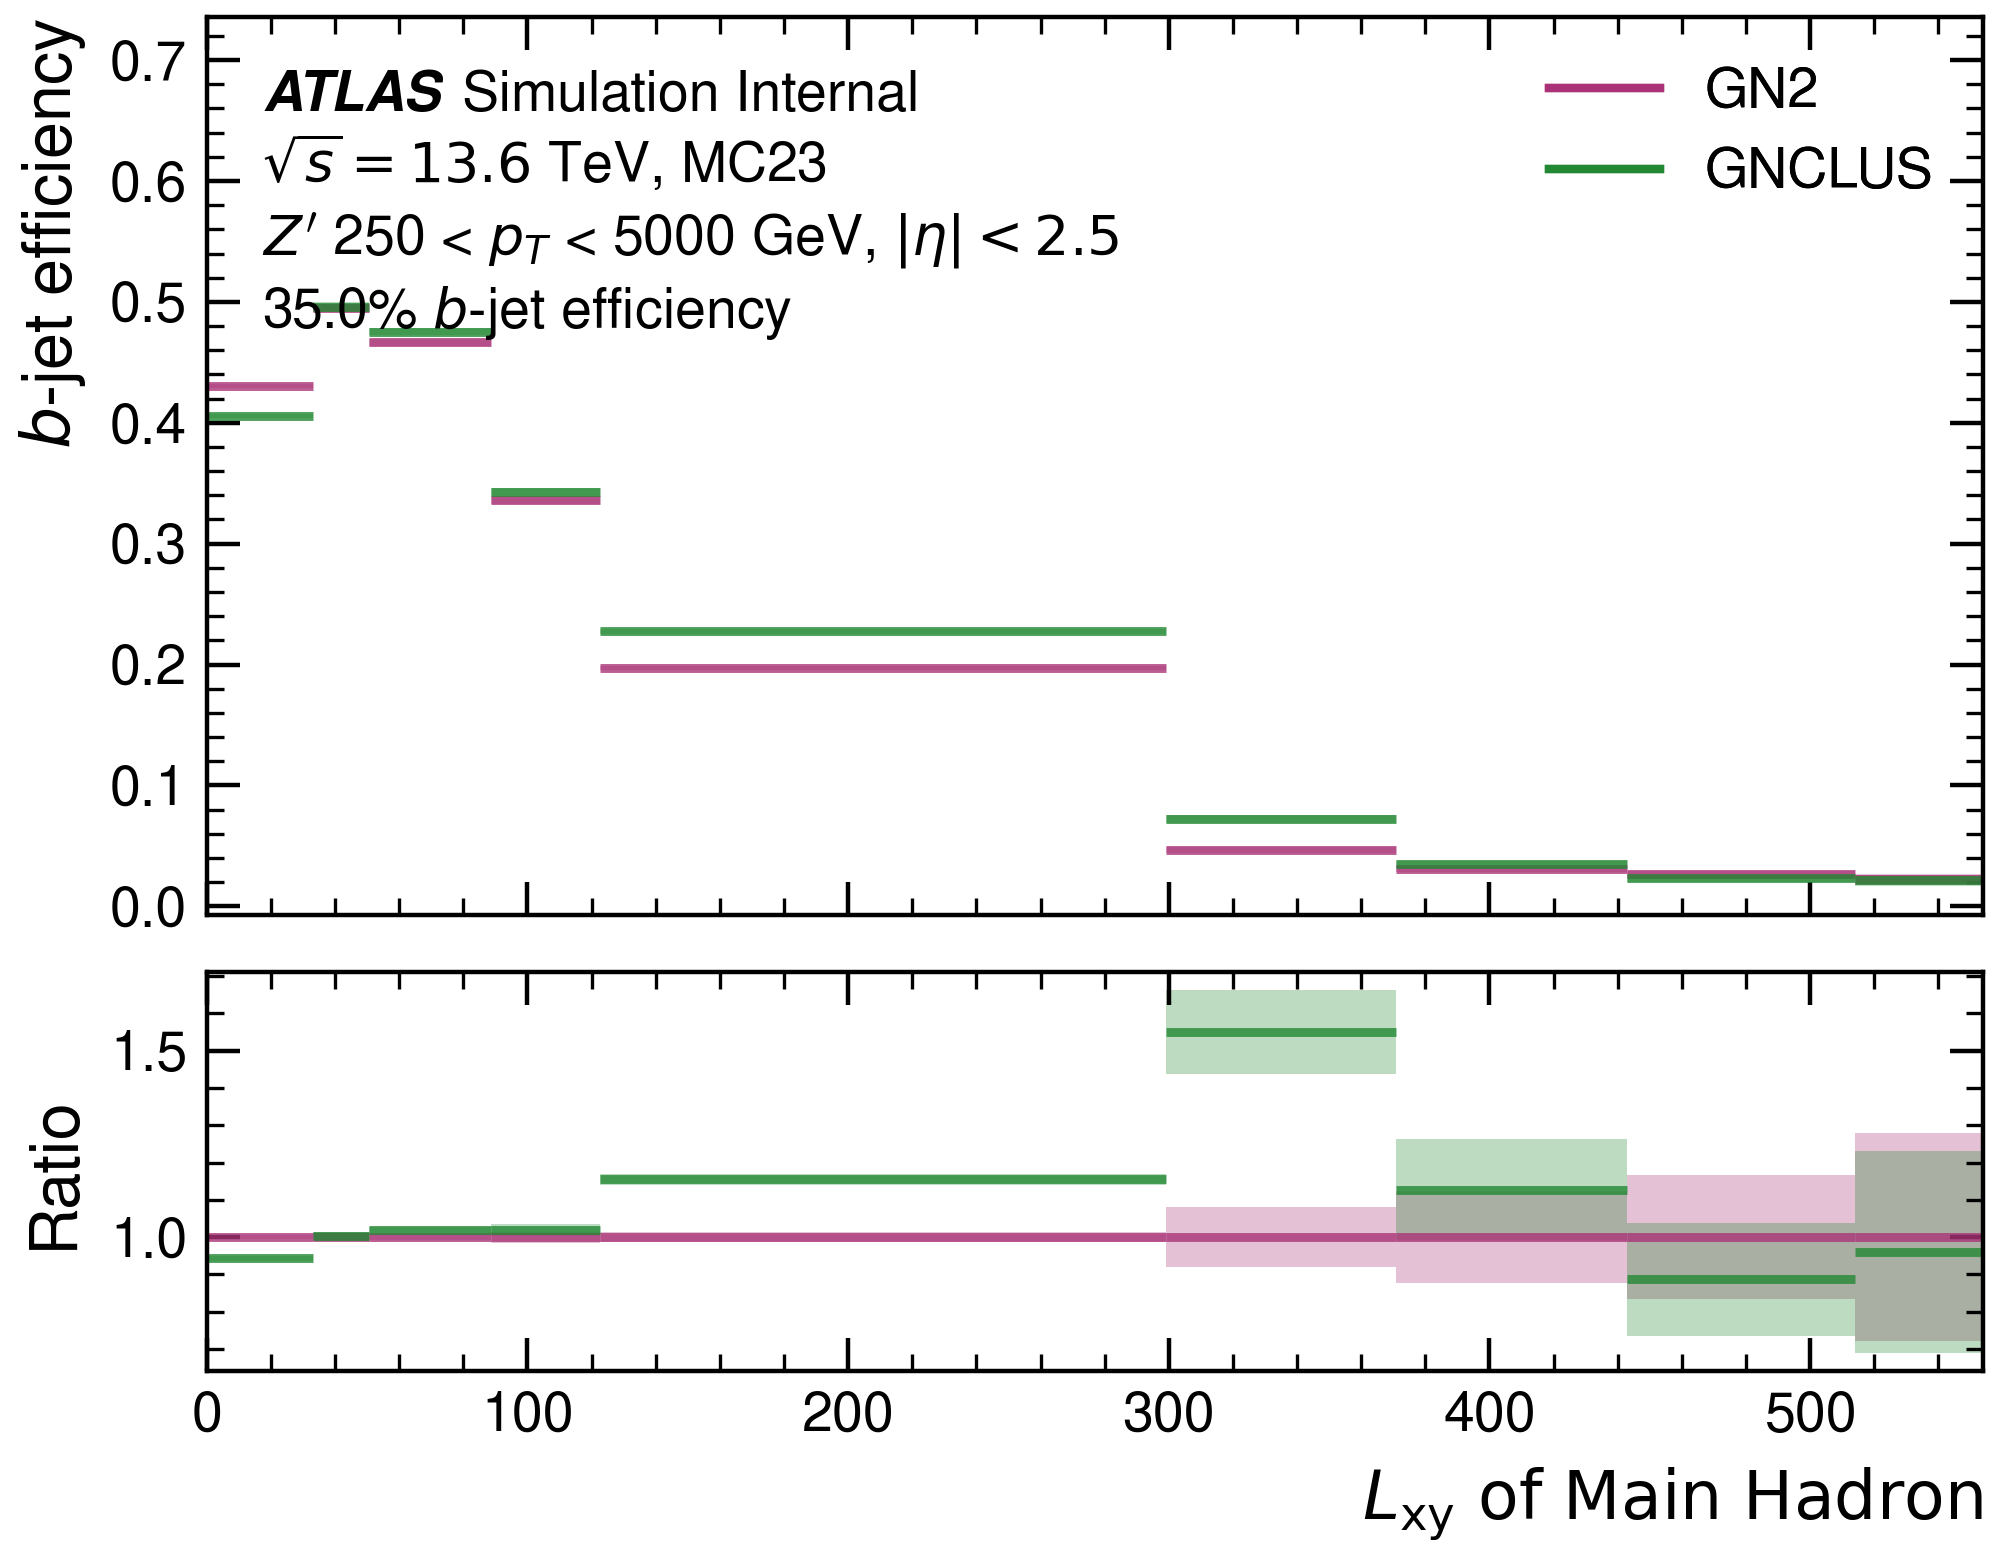 b-jet efficiency
0.7
0.6
0.5
0.4
0.3
0.2
0.1
0.0
ATLAS Simulation Internal
√s = 13.6 TeV, MC23
Z′ 250 < p_T < 5000 GeV, |η| < 2.5
35.0% b-jet efficiency
GN2
GNCLUS
Ratio
1.5
1.0
0 100 200 300 400 500
L_xy of Main Hadron